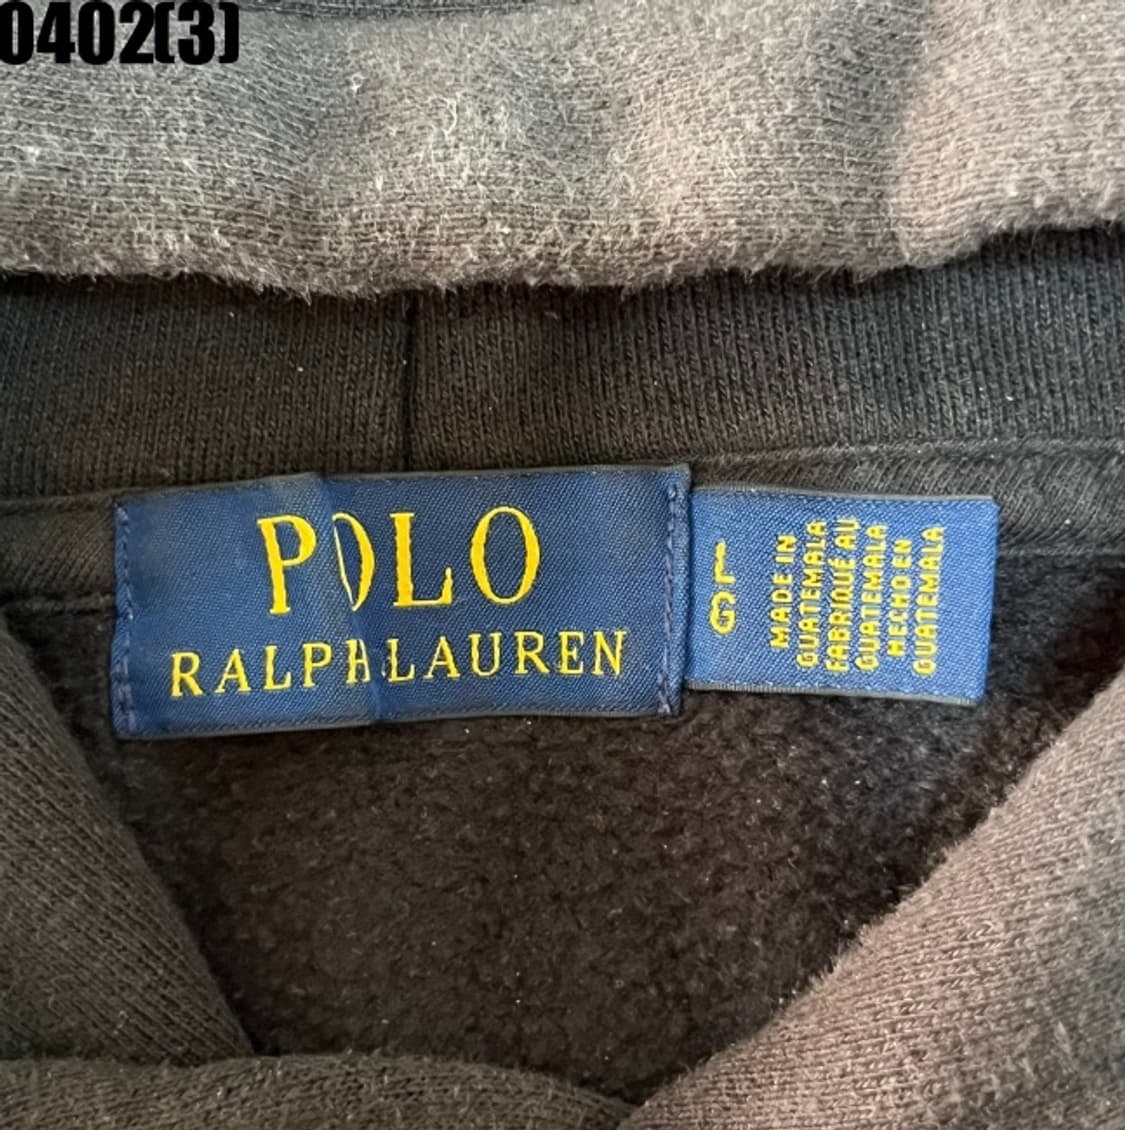 0402(3)
POLO
RALPH LAUREN
L
G
MADE IN
GUATEMALA
FABRIQUÉ AU
GUATEMALA
HECHO EN
GUATEMALA